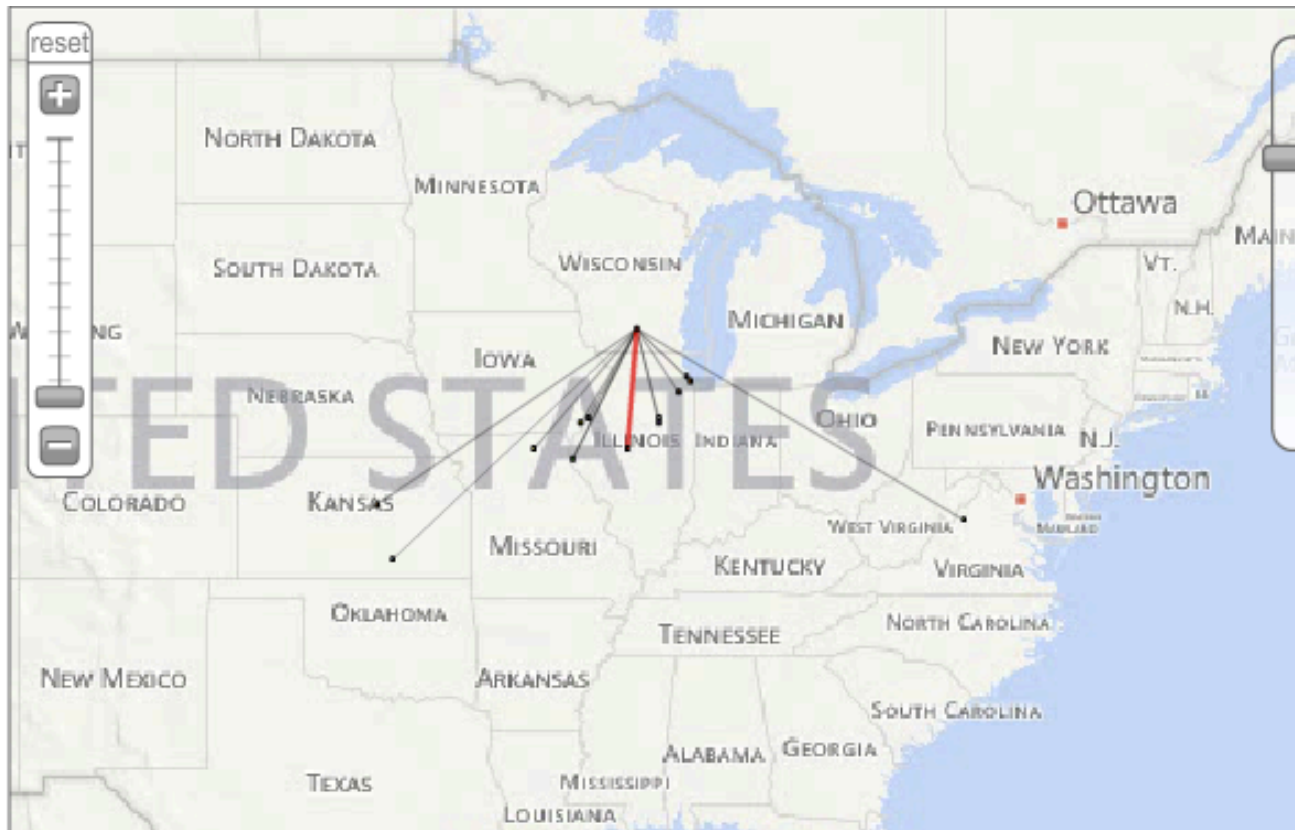 reset
NORTH DAKOTA
MINNESOTA
Ottawa
MAIN
VT.
WISCONSIN
SOUTH DAKOTA
N.H.
MICHIGAN
NG
NEW YORK
IOWA
NEBRASKA
TED STATES
OHIO
PENNSYLVANIA
N.J.
ILLINOIS
INDIANA
Washington
COLORADO
KANSAS
WEST VIRGINIA
MISSOURI
KENTUCKY
VIRGINIA
OKLAHOMA
NORTH CAROLINA
TENNESSEE
NEW MEXICO
ARKANSAS
SOUTH CAROLINA
ALABAMA
GEORGIA
TEXAS
MISSISSIPPI
LOUISIANA